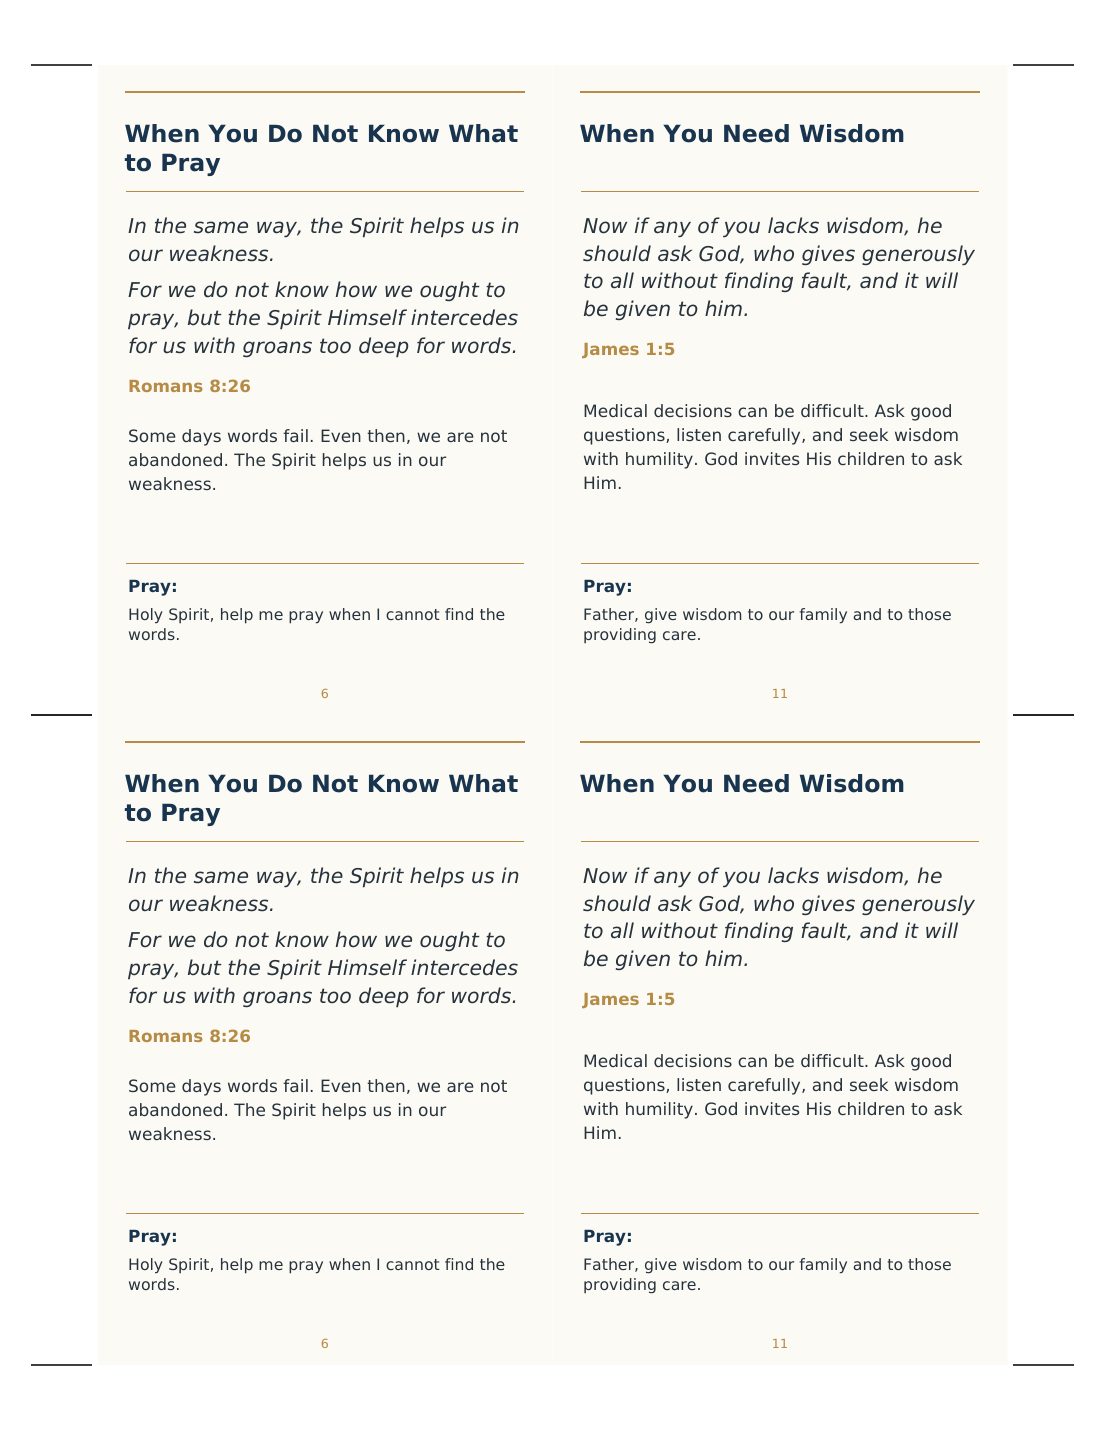 When You Do Not Know What
to Pray
In the same way, the Spirit helps us in
our weakness.
For we do not know how we ought to
pray, but the Spirit Himself intercedes
for us with groans too deep for words.
Romans 8:26
Some days words fail. Even then, we are not
abandoned. The Spirit helps us in our
weakness.
Pray:
Holy Spirit, help me pray when I cannot find the
words.
6
When You Need Wisdom
Now if any of you lacks wisdom, he
should ask God, who gives generously
to all without finding fault, and it will
be given to him.
James 1:5
Medical decisions can be difficult. Ask good
questions, listen carefully, and seek wisdom
with humility. God invites His children to ask
Him.
Pray:
Father, give wisdom to our family and to those
providing care.
11
When You Do Not Know What
to Pray
In the same way, the Spirit helps us in
our weakness.
For we do not know how we ought to
pray, but the Spirit Himself intercedes
for us with groans too deep for words.
Romans 8:26
Some days words fail. Even then, we are not
abandoned. The Spirit helps us in our
weakness.
Pray:
Holy Spirit, help me pray when I cannot find the
words.
6
When You Need Wisdom
Now if any of you lacks wisdom, he
should ask God, who gives generously
to all without finding fault, and it will
be given to him.
James 1:5
Medical decisions can be difficult. Ask good
questions, listen carefully, and seek wisdom
with humility. God invites His children to ask
Him.
Pray:
Father, give wisdom to our family and to those
providing care.
11